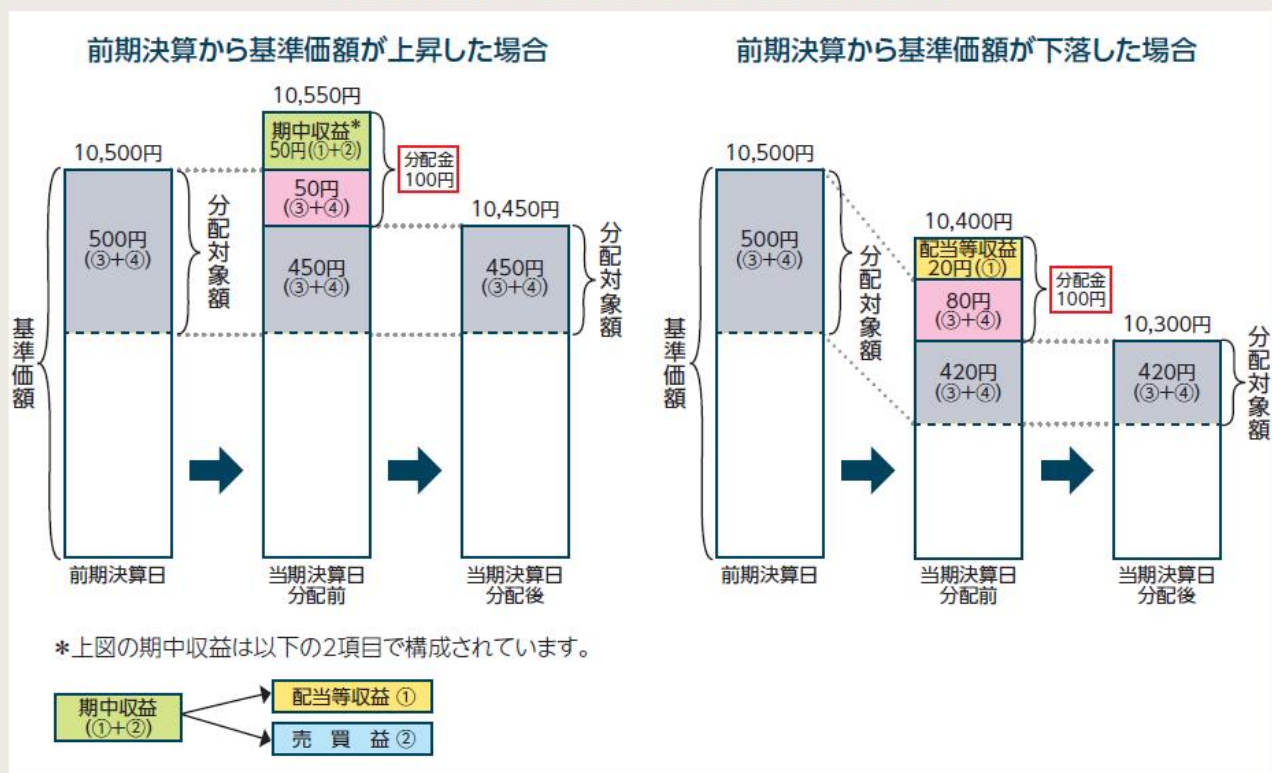 前期決算から基準価額が上昇した場合
10,500円
500円
(③+④)
分配対象額
基準価額
前期決算日
10,550円
期中収益*
50円(①+②)
50円
(③+④)
450円
(③+④)
分配金
100円
当期決算日
分配前
10,450円
450円
(③+④)
分配対象額
当期決算日
分配後
前期決算から基準価額が下落した場合
10,500円
500円
(③+④)
分配対象額
基準価額
前期決算日
10,400円
配当等収益
20円(①)
80円
(③+④)
420円
(③+④)
分配金
100円
当期決算日
分配前
10,300円
420円
(③+④)
分配対象額
当期決算日
分配後
*上図の期中収益は以下の2項目で構成されています。
期中収益
(①+②)
配当等収益 ①
売 買 益 ②